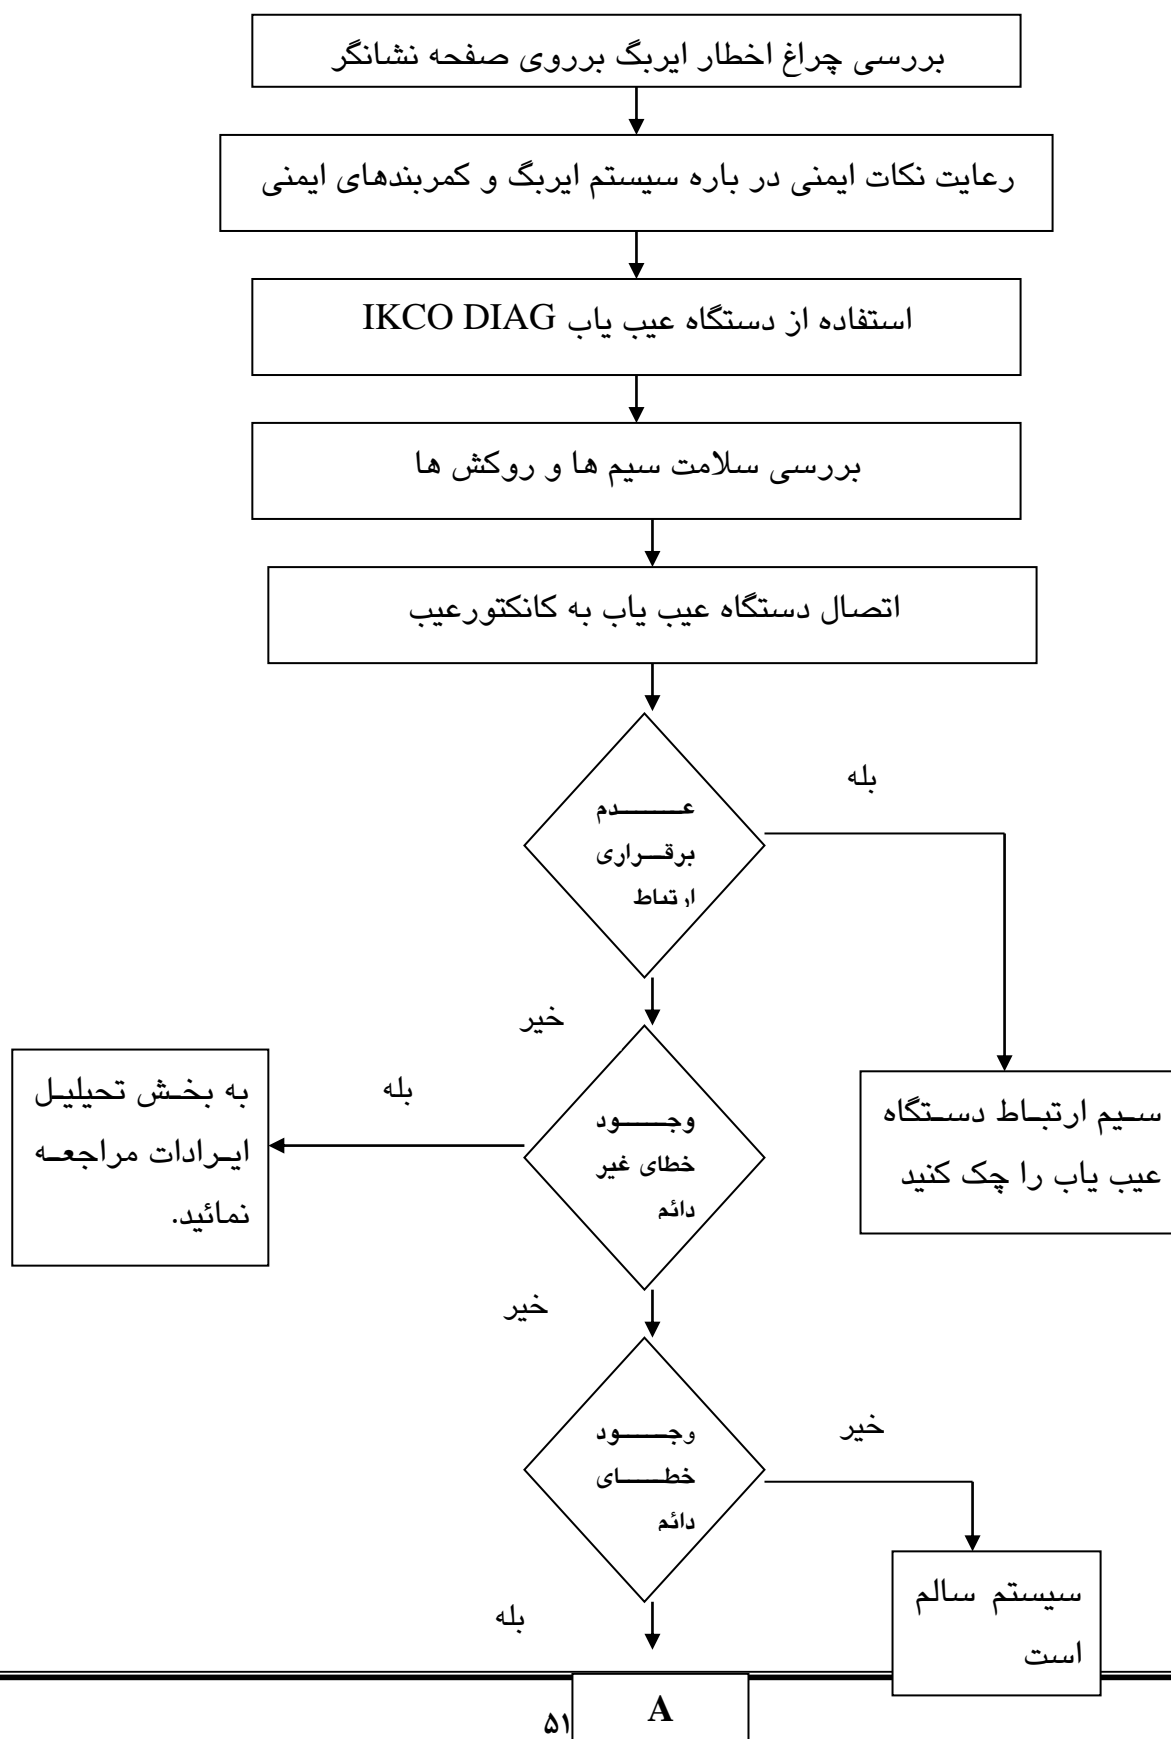 بررسی چراغ اخطار ایربگ برروی صفحه نشانگر
رعایت نکات ایمنی در باره سیستم ایربگ و کمربندهای ایمنی
استفاده از دستگاه عیب یاب IKCO DIAG
بررسی سلامت سیم ها و روکش ها
اتصال دستگاه عیب یاب به کانکتورعیب
بله
عدم
برقراری
ارتباط
خیر
سیم ارتباط دستگاه
عیب یاب را چک کنید
وجود
خطای غیر
دائم
بله
به بخش تحیلیل
ایرادات مراجعه
نمائید.
خیر
وجود
خطای
دائم
خیر
سیستم سالم
است
بله
A
۵۱